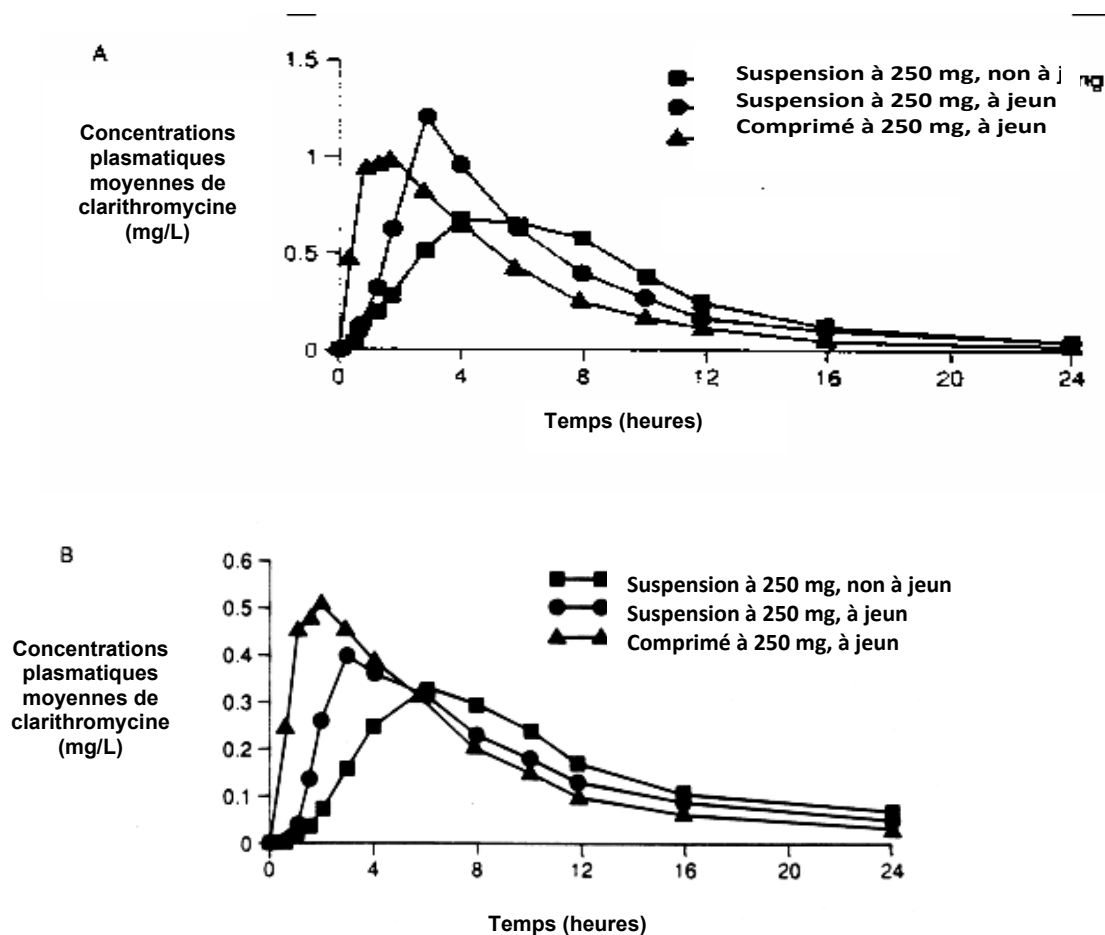 A
1.5
1
0.5
0
Concentrations
plasmatiques
moyennes de
clarithromycine
(mg/L)
Suspension à 250 mg, non à j
Suspension à 250 mg, à jeun
Comprimé à 250 mg, à jeun
0 4 8 12 16 20 24
Temps (heures)
B
0.6
0.5
0.4
0.3
0.2
0.1
0
Concentrations
plasmatiques
moyennes de
clarithromycine
(mg/L)
Suspension à 250 mg, non à jeun
Suspension à 250 mg, à jeun
Comprimé à 250 mg, à jeun
0 4 8 12 16 20 24
Temps (heures)